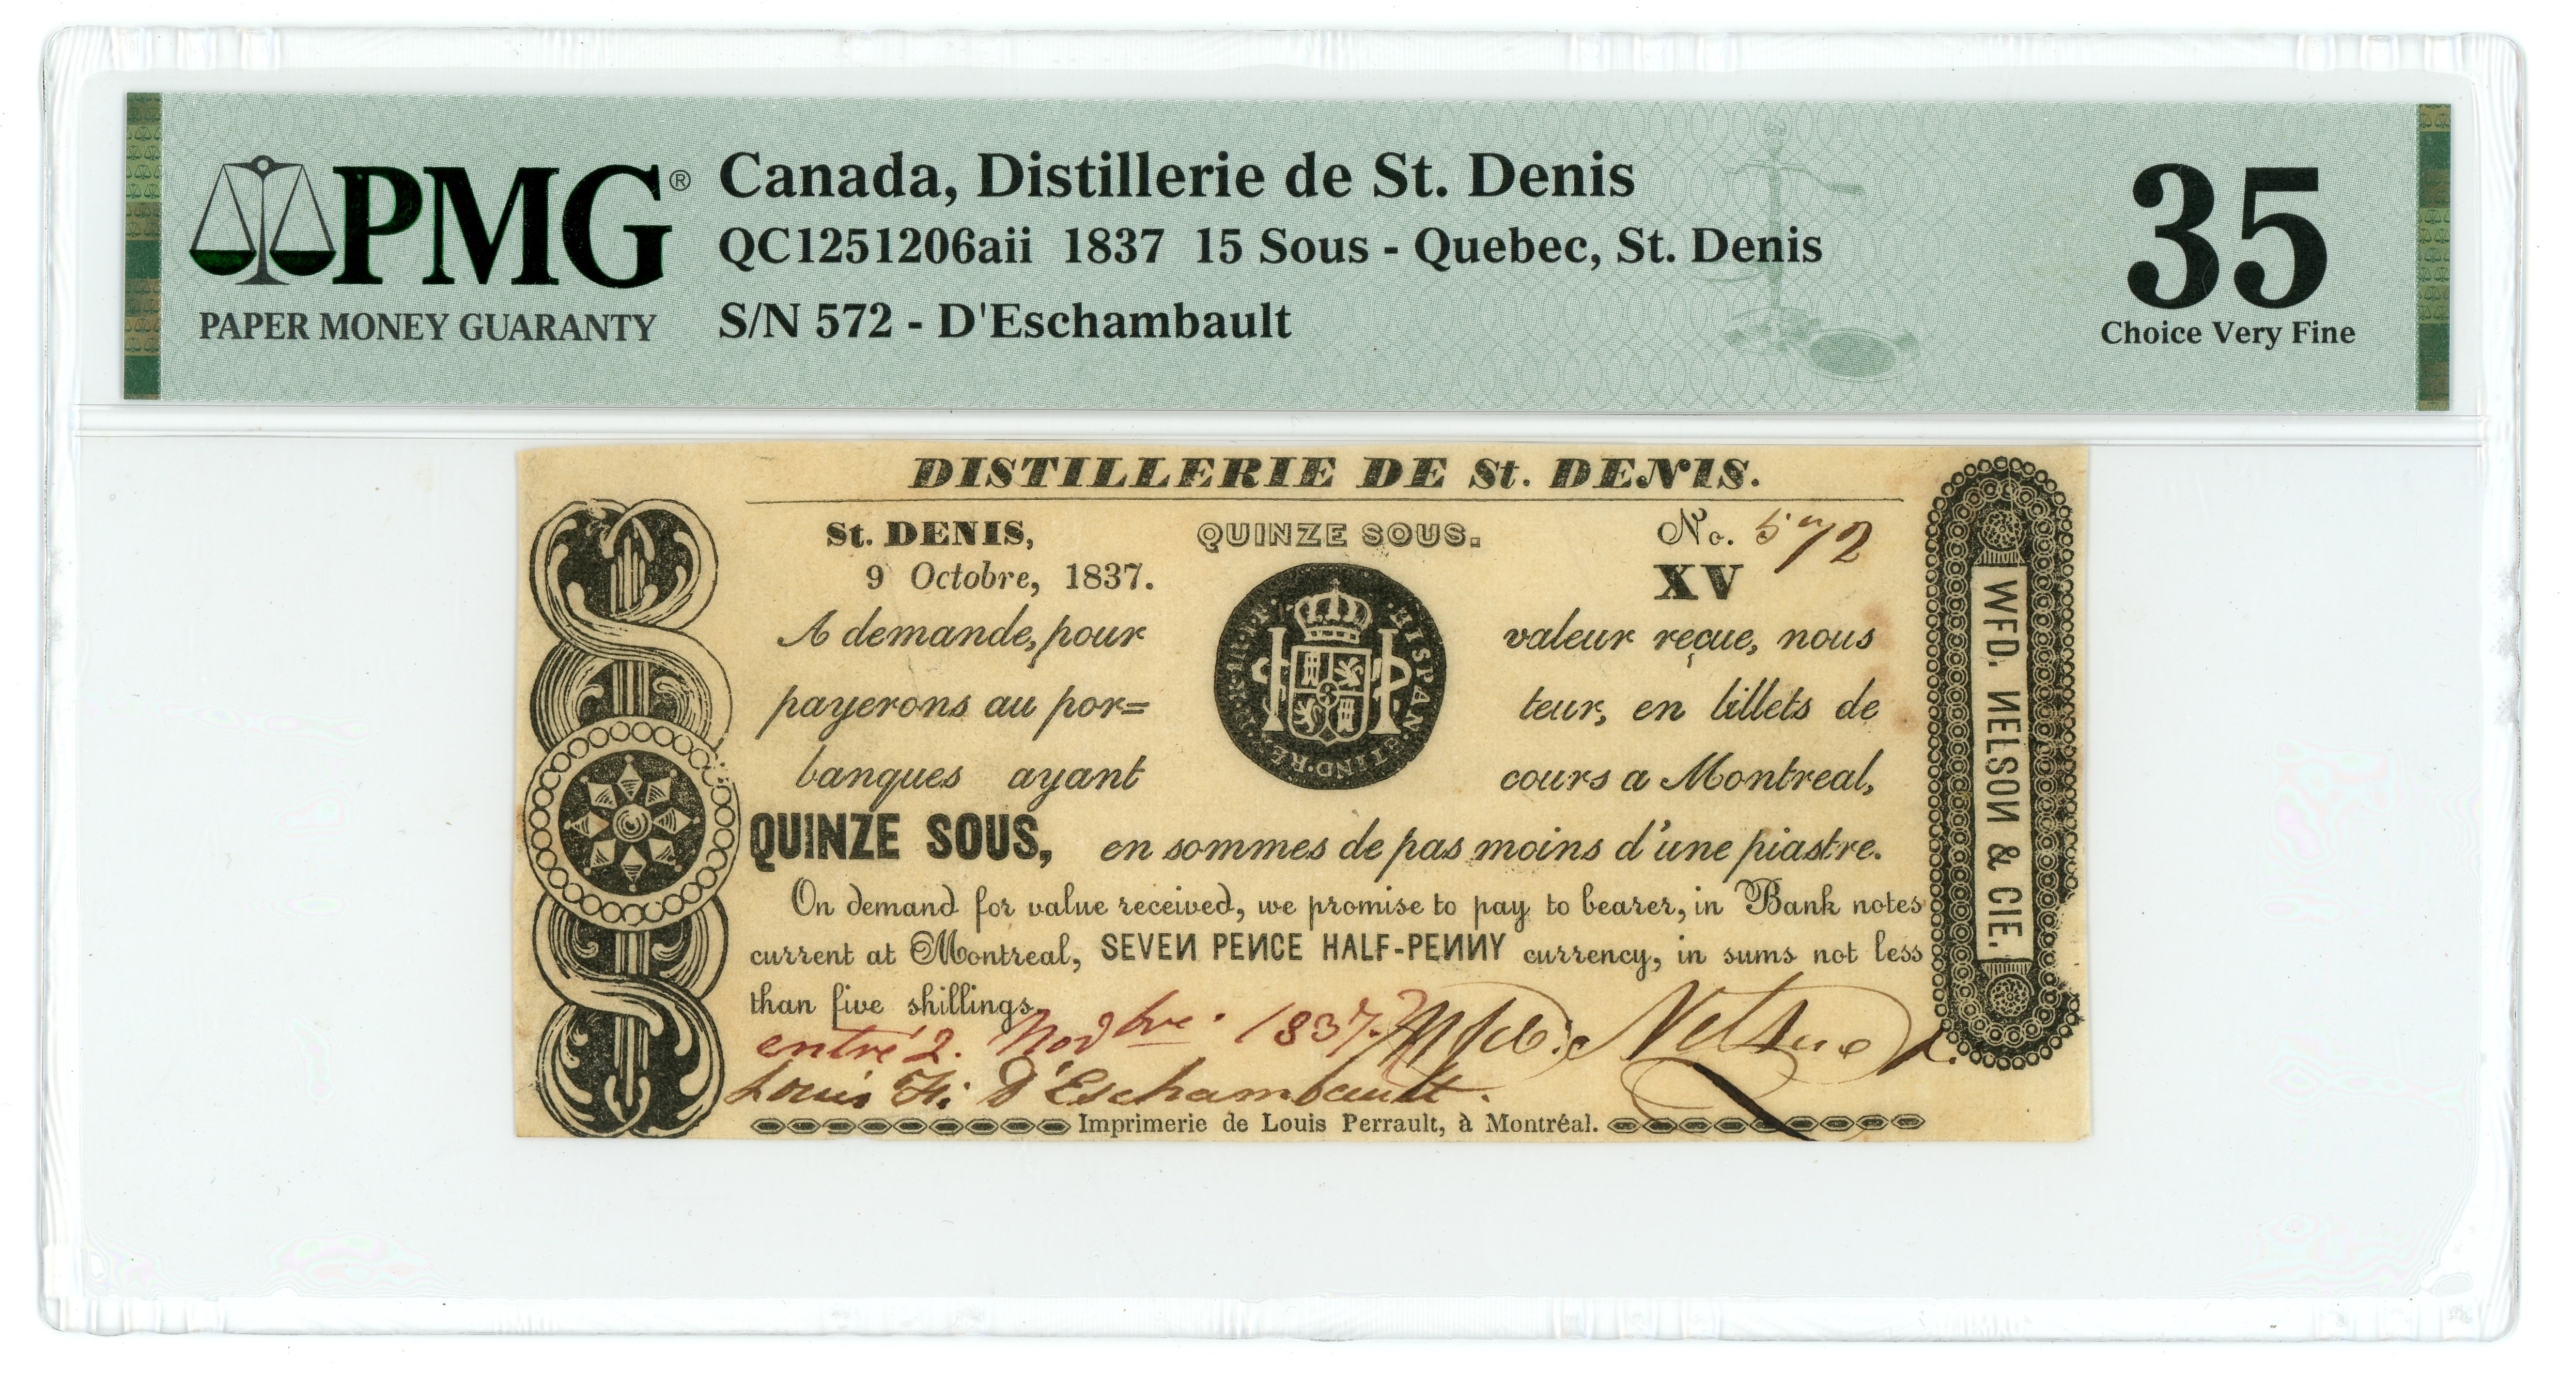 PMG®
PAPER MONEY GUARANTY
Canada, Distillerie de St. Denis
QC1251206aii 1837 15 Sous - Quebec, St. Denis
S/N 572 - D'Eschambault
35
Choice Very Fine
DISTILLERIE DE St. DENIS.
St. DENIS, QUINZE SOUS. No. 572
9 Octobre, 1837. XV
A demande, pour valeur reçue, nous
payerons au por= teur, en billets de
banques ayant cours a Montreal,
QUINZE SOUS, en sommes de pas moins d'une piastre.
On demand for value received, we promise to pay to bearer, in Bank notes
current at Montreal, SEVEN PENCE HALF-PENNY currency, in sums not less
than five shillings.
entré 2. Novbre. 1837. Wfd: Nelson
Louis F: D'Eschambault.
Imprimerie de Louis Perrault, à Montréal.
WFD. NELSON & CIE.
HISPAN ET IND R